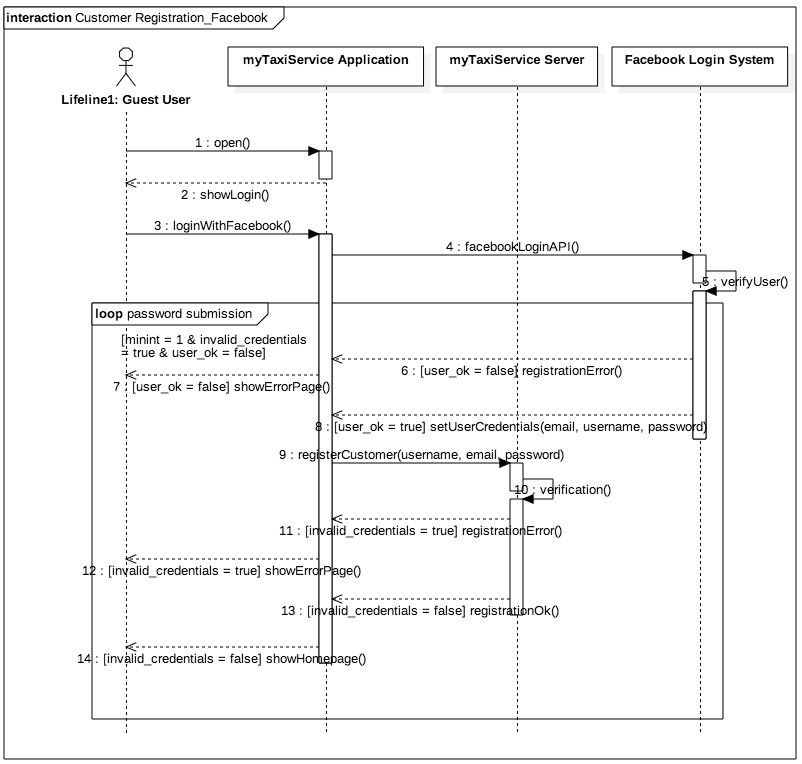 interaction Customer Registration_Facebook
myTaxiService Application
myTaxiService Server
Facebook Login System
Lifeline1: Guest User
1 : open()
2 : showLogin()
3 : loginWithFacebook()
4 : facebookLoginAPI()
5 : verifyUser()
loop password submission
[minint = 1 & invalid_credentials
= true & user_ok = false]
6 : [user_ok = false] registrationError()
7 : [user_ok = false] showErrorPage()
8 : [user_ok = true] setUserCredentials(email, username, password)
9 : registerCustomer(username, email, password)
10 : verification()
11 : [invalid_credentials = true] registrationError()
12 : [invalid_credentials = true] showErrorPage()
13 : [invalid_credentials = false] registrationOk()
14 : [invalid_credentials = false] showHomepage()